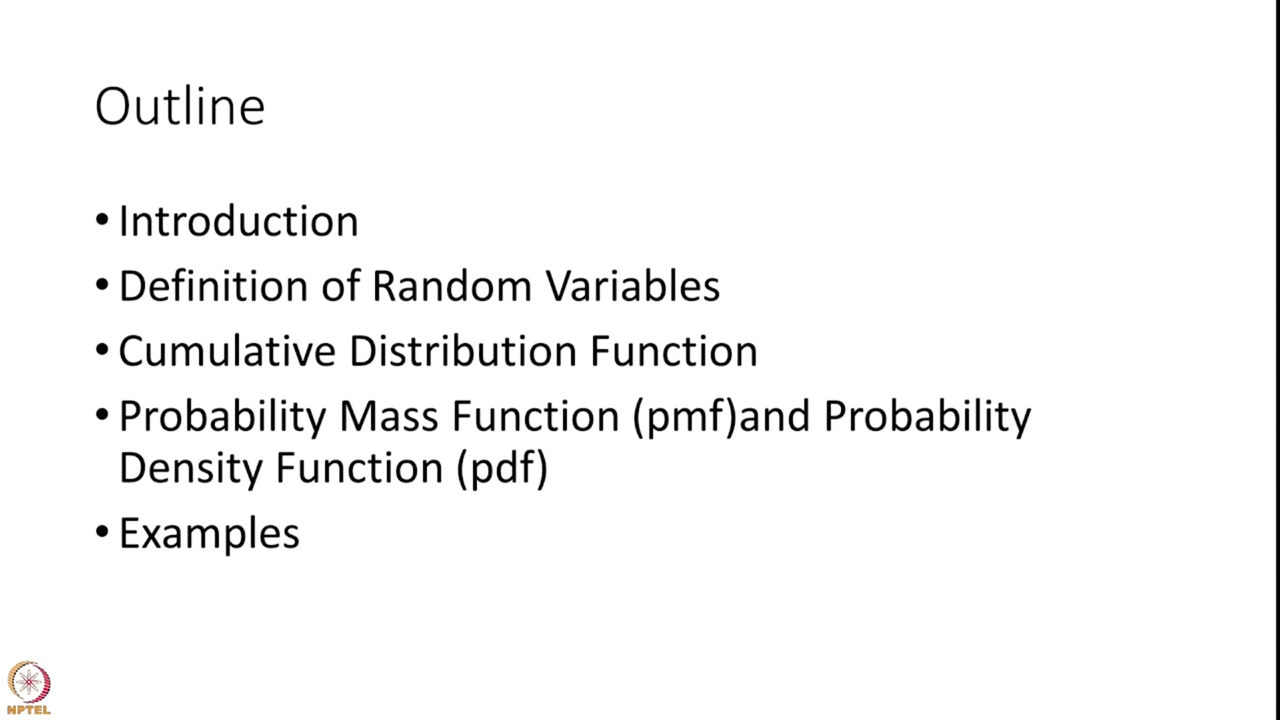 Outline
• Introduction
• Definition of Random Variables
• Cumulative Distribution Function
• Probability Mass Function (pmf)and Probability
Density Function (pdf)
• Examples
NPTEL